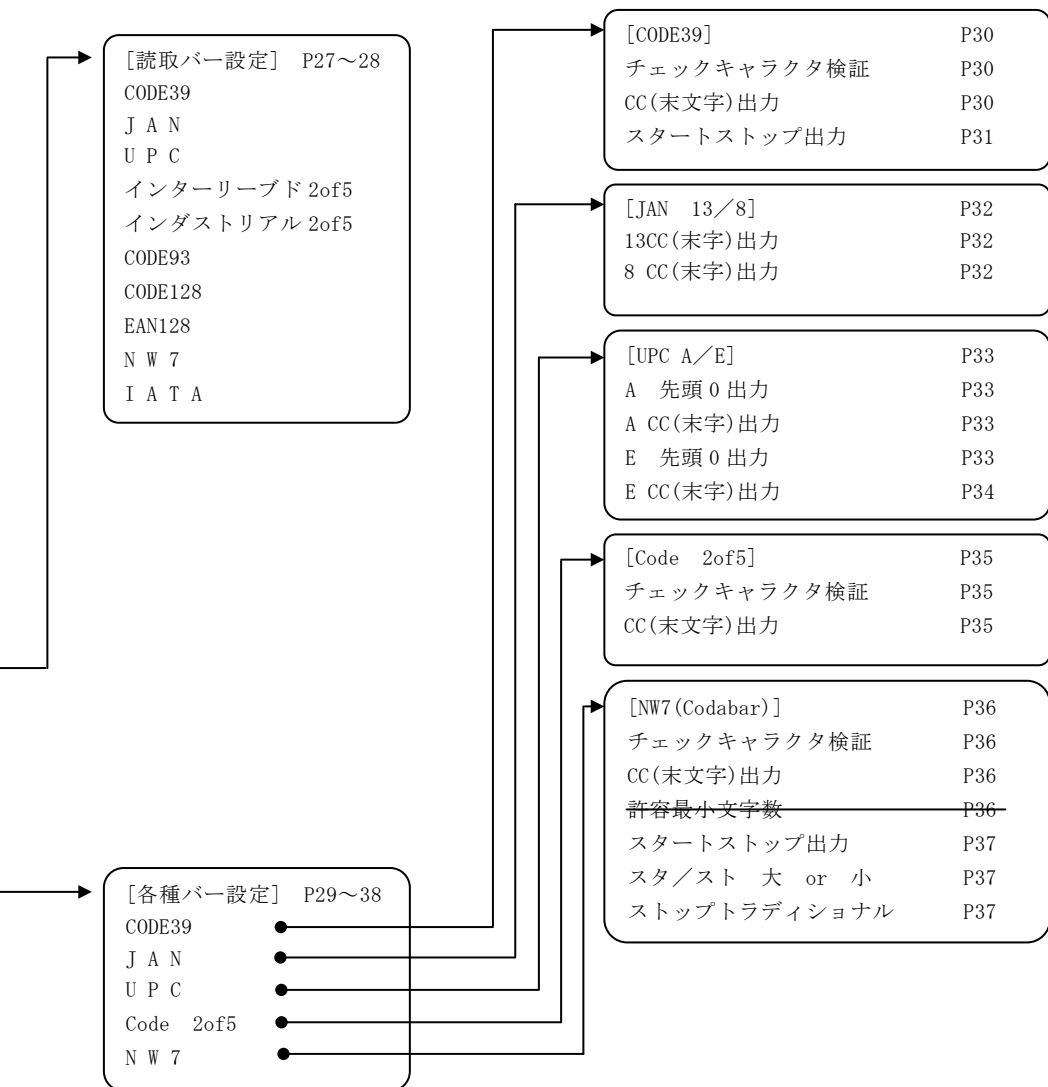 [読取バー設定] P27～28
CODE39
J A N
U P C
インターリーブド 2of5
インダストリアル 2of5
CODE93
CODE128
EAN128
N W 7
I A T A
[各種バー設定] P29～38
CODE39
J A N
U P C
Code 2of5
N W 7
[CODE39] P30
チェックキャラクタ検証 P30
CC(末文字)出力 P30
スタートストップ出力 P31
[JAN 13／8] P32
13CC(末字)出力 P32
8 CC(末字)出力 P32
[UPC A／E] P33
A 先頭 0 出力 P33
A CC(末字)出力 P33
E 先頭 0 出力 P33
E CC(末字)出力 P34
[Code 2of5] P35
チェックキャラクタ検証 P35
CC(末文字)出力 P35
[NW7(Codabar)] P36
チェックキャラクタ検証 P36
CC(末文字)出力 P36
許容最小文字数 P36
スタートストップ出力 P37
スタ／スト 大 or 小 P37
ストップトラディショナル P37